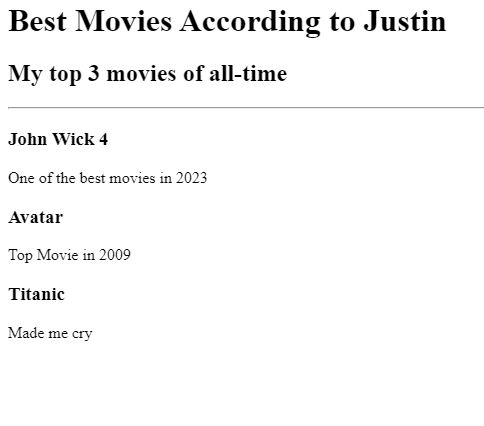 Best Movies According to Justin
My top 3 movies of all-time
John Wick 4
One of the best movies in 2023
Avatar
Top Movie in 2009
Titanic
Made me cry